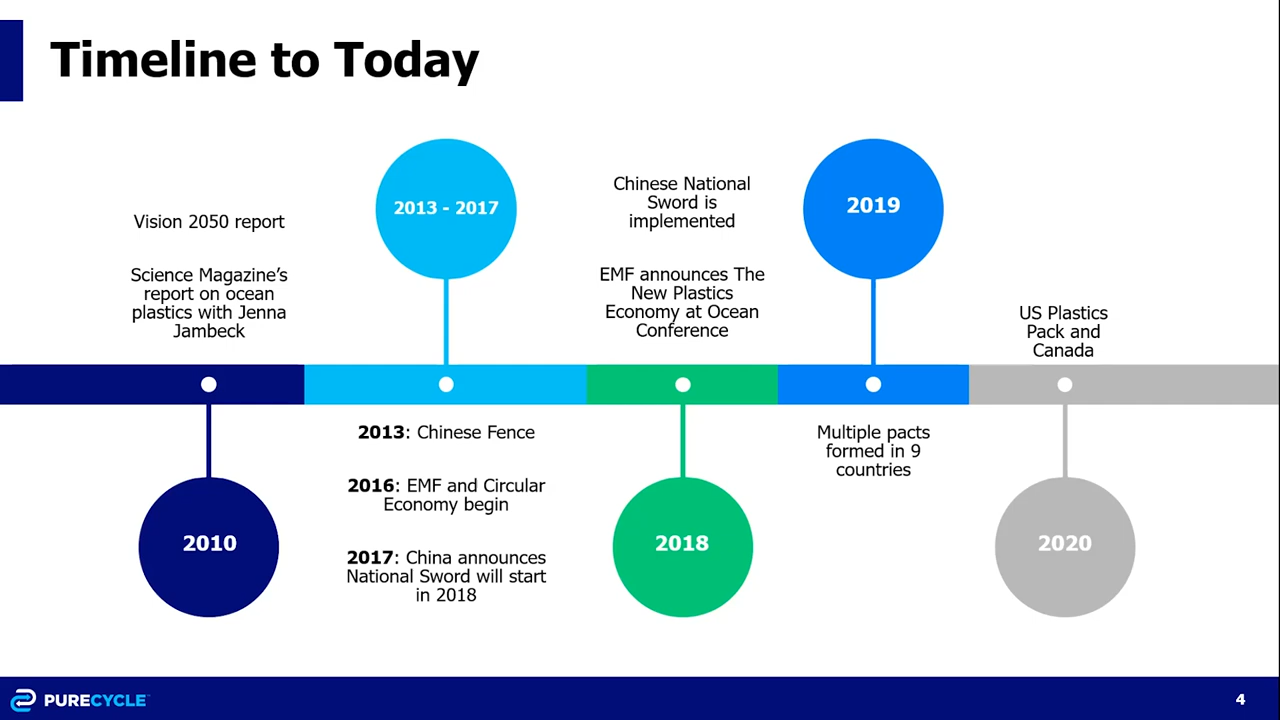 Timeline to Today
Vision 2050 report
Science Magazine’s
report on ocean
plastics with Jenna
Jambeck
2010
2013 - 2017
2013: Chinese Fence
2016: EMF and Circular
Economy begin
2017: China announces
National Sword will start
in 2018
Chinese National
Sword is
implemented
EMF announces The
New Plastics
Economy at Ocean
Conference
2018
2019
Multiple pacts
formed in 9
countries
US Plastics
Pack and
Canada
2020
PURECYCLE
4